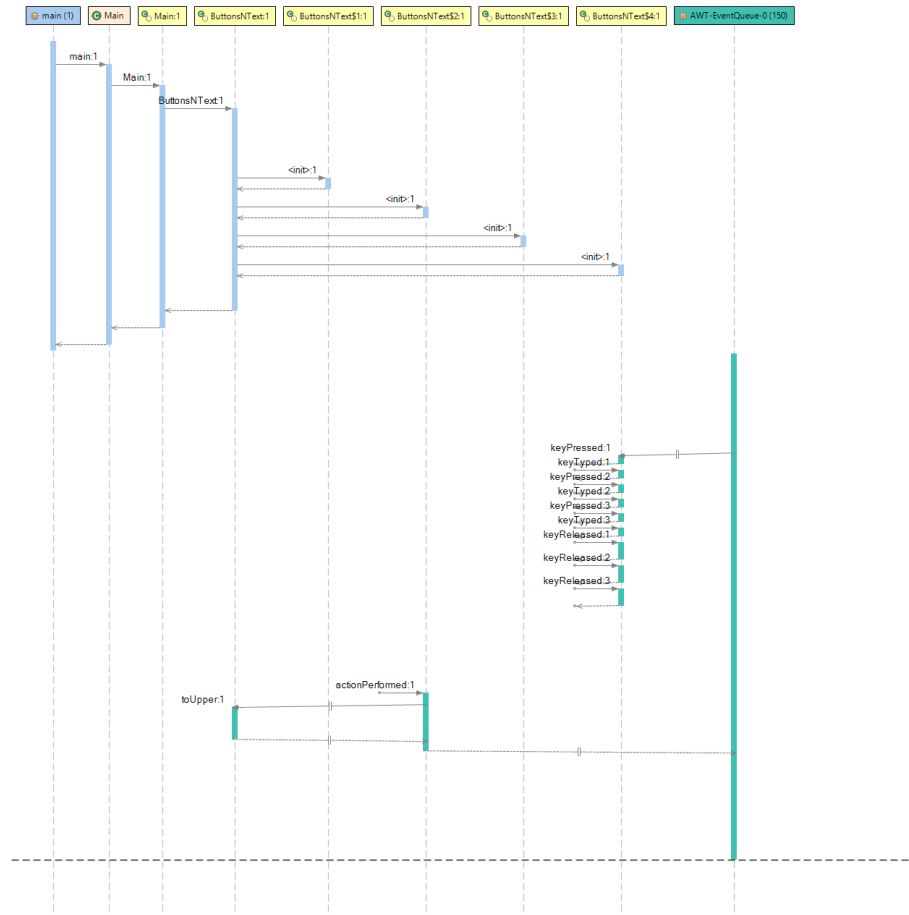 main (1) Main Main:1 ButtonsNText:1 ButtonsNText$1:1 ButtonsNText$2:1 ButtonsNText$3:1 ButtonsNText$4:1 AWT-EventQueue-0 (150)
main:1
Main:1
ButtonsNText:1
<init>:1
<init>:1
<init>:1
<init>:1
keyPressed:1
keyTyped:1
keyPressed:2
keyTyped:2
keyPressed:3
keyTyped:3
keyReleased:1
keyReleased:2
keyReleased:3
actionPerformed:1
toUpper:1